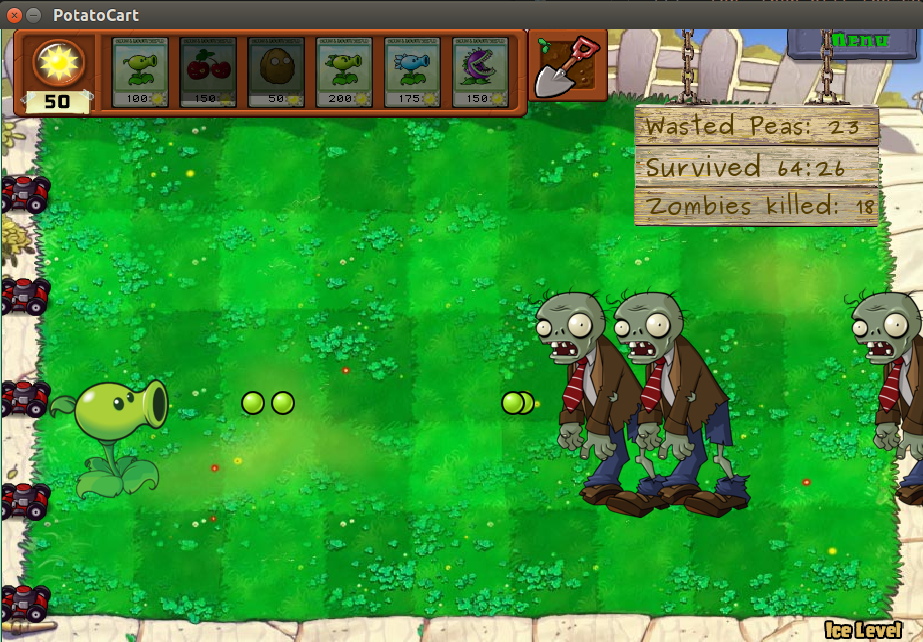 PotatoCart
50
100
150
50
200
175
150
Menu
Wasted Peas: 23
Survived 64:26
Zombies killed: 18
Ice Level